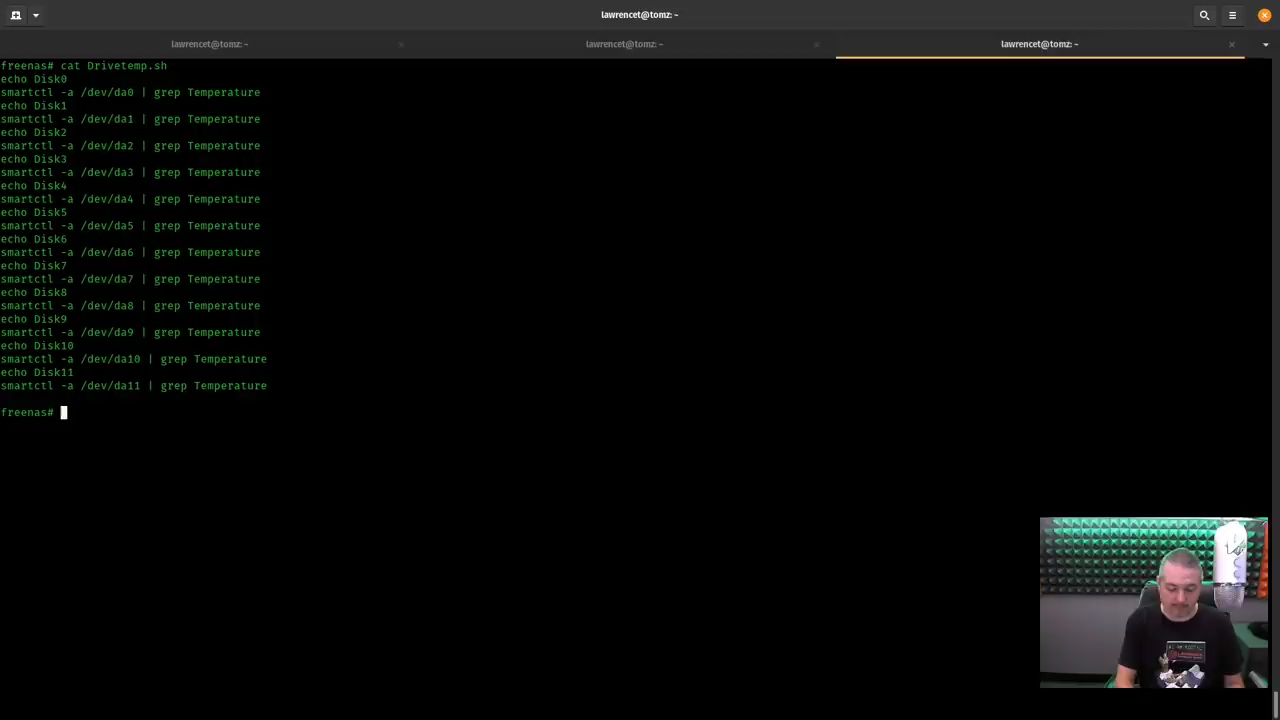 lawrencet@tomz: ~
lawrencet@tomz: ~
lawrencet@tomz: ~
lawrencet@tomz: ~
freenas# cat Drivetemp.sh
echo Disk0
smartctl -a /dev/da0 | grep Temperature
echo Disk1
smartctl -a /dev/da1 | grep Temperature
echo Disk2
smartctl -a /dev/da2 | grep Temperature
echo Disk3
smartctl -a /dev/da3 | grep Temperature
echo Disk4
smartctl -a /dev/da4 | grep Temperature
echo Disk5
smartctl -a /dev/da5 | grep Temperature
echo Disk6
smartctl -a /dev/da6 | grep Temperature
echo Disk7
smartctl -a /dev/da7 | grep Temperature
echo Disk8
smartctl -a /dev/da8 | grep Temperature
echo Disk9
smartctl -a /dev/da9 | grep Temperature
echo Disk10
smartctl -a /dev/da10 | grep Temperature
echo Disk11
smartctl -a /dev/da11 | grep Temperature
freenas#